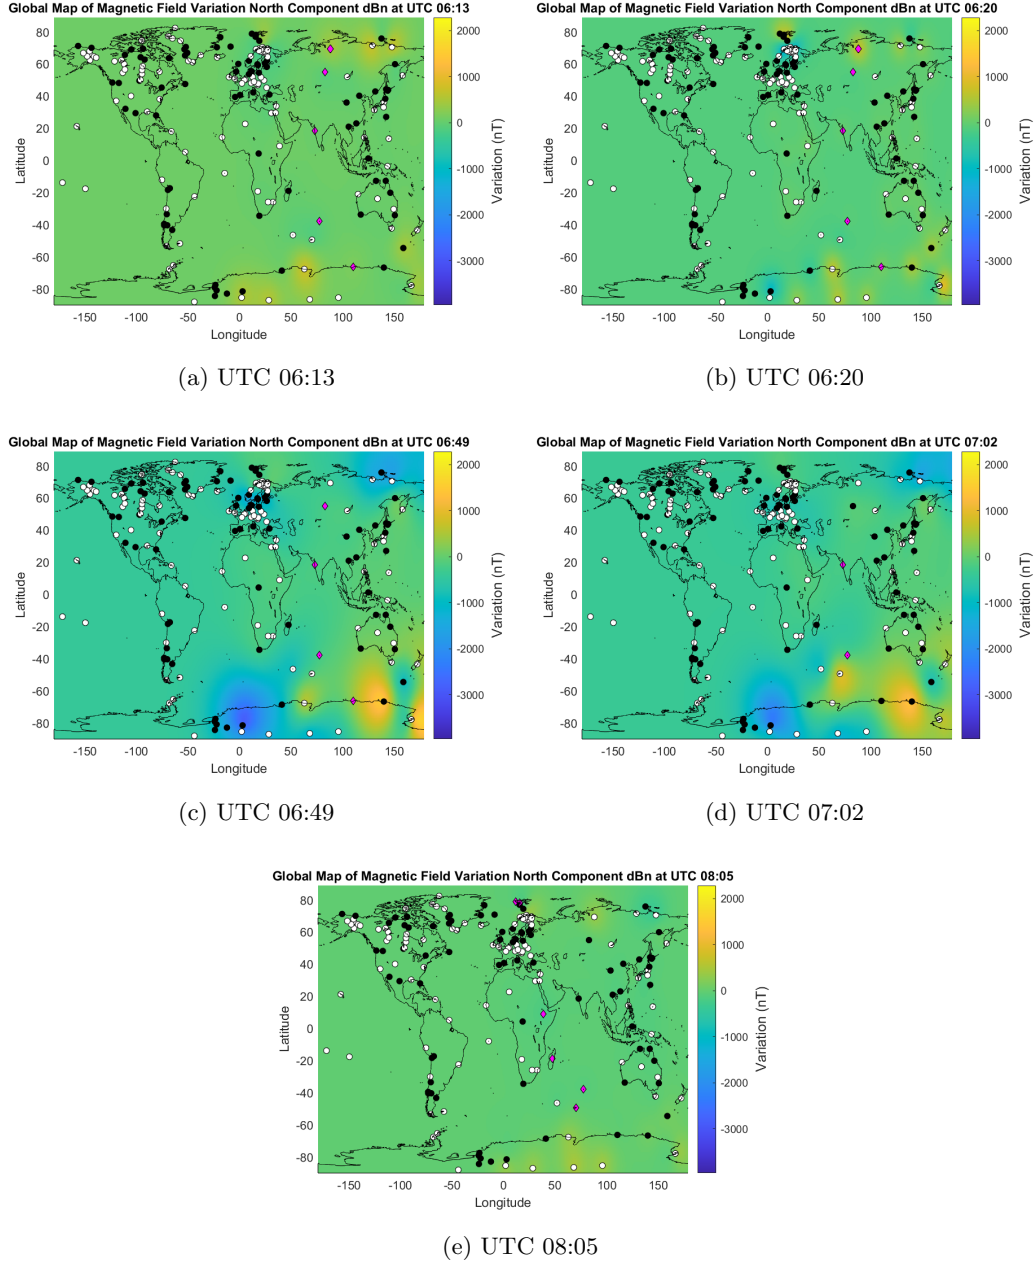 Global Map of Magnetic Field Variation North Component dBn at UTC 06:13
80
60
40
20
0
-20
-40
-60
-80
Latitude
-150 -100 -50 0 50 100 150
Longitude
2000
1000
0
-1000
-2000
-3000
Variation (nT)
(a) UTC 06:13
Global Map of Magnetic Field Variation North Component dBn at UTC 06:20
80
60
40
20
0
-20
-40
-60
-80
Latitude
-150 -100 -50 0 50 100 150
Longitude
2000
1000
0
-1000
-2000
-3000
Variation (nT)
(b) UTC 06:20
Global Map of Magnetic Field Variation North Component dBn at UTC 06:49
80
60
40
20
0
-20
-40
-60
-80
Latitude
-150 -100 -50 0 50 100 150
Longitude
2000
1000
0
-1000
-2000
-3000
Variation (nT)
(c) UTC 06:49
Global Map of Magnetic Field Variation North Component dBn at UTC 07:02
80
60
40
20
0
-20
-40
-60
-80
Latitude
-150 -100 -50 0 50 100 150
Longitude
2000
1000
0
-1000
-2000
-3000
Variation (nT)
(d) UTC 07:02
Global Map of Magnetic Field Variation North Component dBn at UTC 08:05
80
60
40
20
0
-20
-40
-60
-80
Latitude
-150 -100 -50 0 50 100 150
Longitude
2000
1000
0
-1000
-2000
-3000
Variation (nT)
(e) UTC 08:05